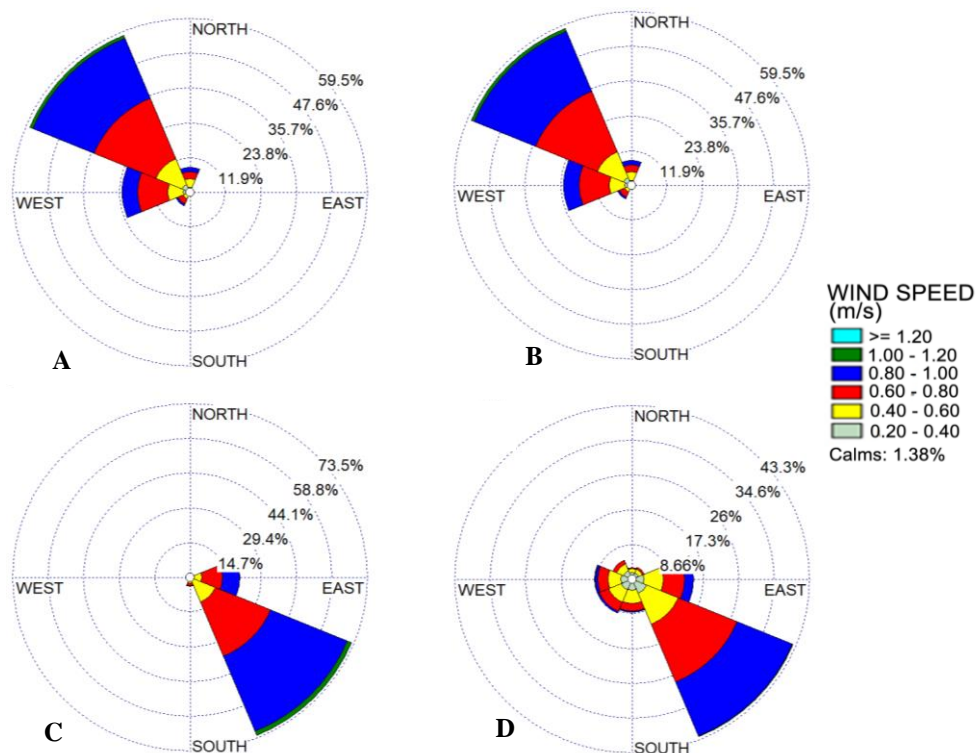 NORTH
59.5%
47.6%
35.7%
23.8%
11.9%
WEST
EAST
SOUTH
A
NORTH
59.5%
47.6%
35.7%
23.8%
11.9%
WEST
EAST
SOUTH
B
WIND SPEED
(m/s)
>= 1.20
1.00 - 1.20
0.80 - 1.00
0.60 - 0.80
0.40 - 0.60
0.20 - 0.40
Calms: 1.38%
NORTH
73.5%
58.8%
44.1%
29.4%
14.7%
WEST
EAST
SOUTH
C
NORTH
43.3%
34.6%
26%
17.3%
8.66%
WEST
EAST
SOUTH
D